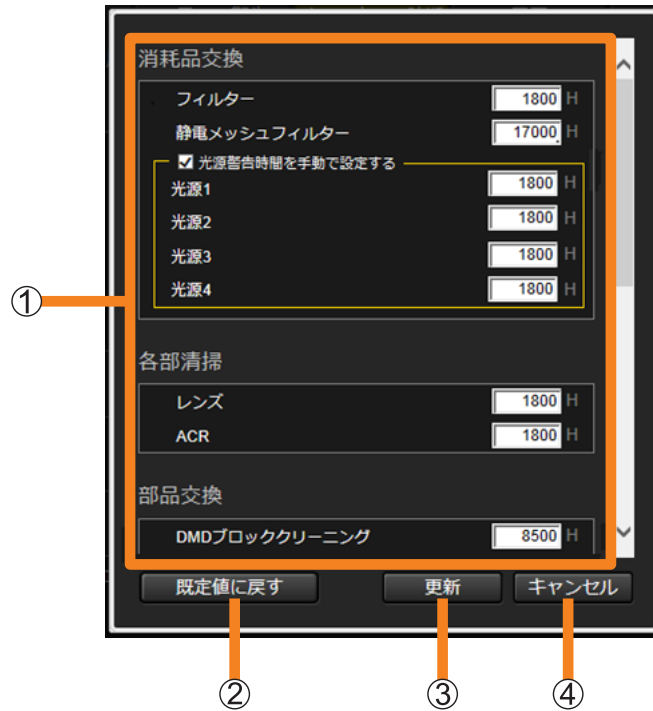 消耗品交換
フィルター 1800 H
静電メッシュフィルター 17000 H
光源警告時間を手動で設定する
光源1 1800 H
光源2 1800 H
光源3 1800 H
光源4 1800 H
①
各部清掃
レンズ 1800 H
ACR 1800 H
部品交換
DMDブロッククリーニング 8500 H
既定値に戻す 更新 キャンセル
② ③ ④